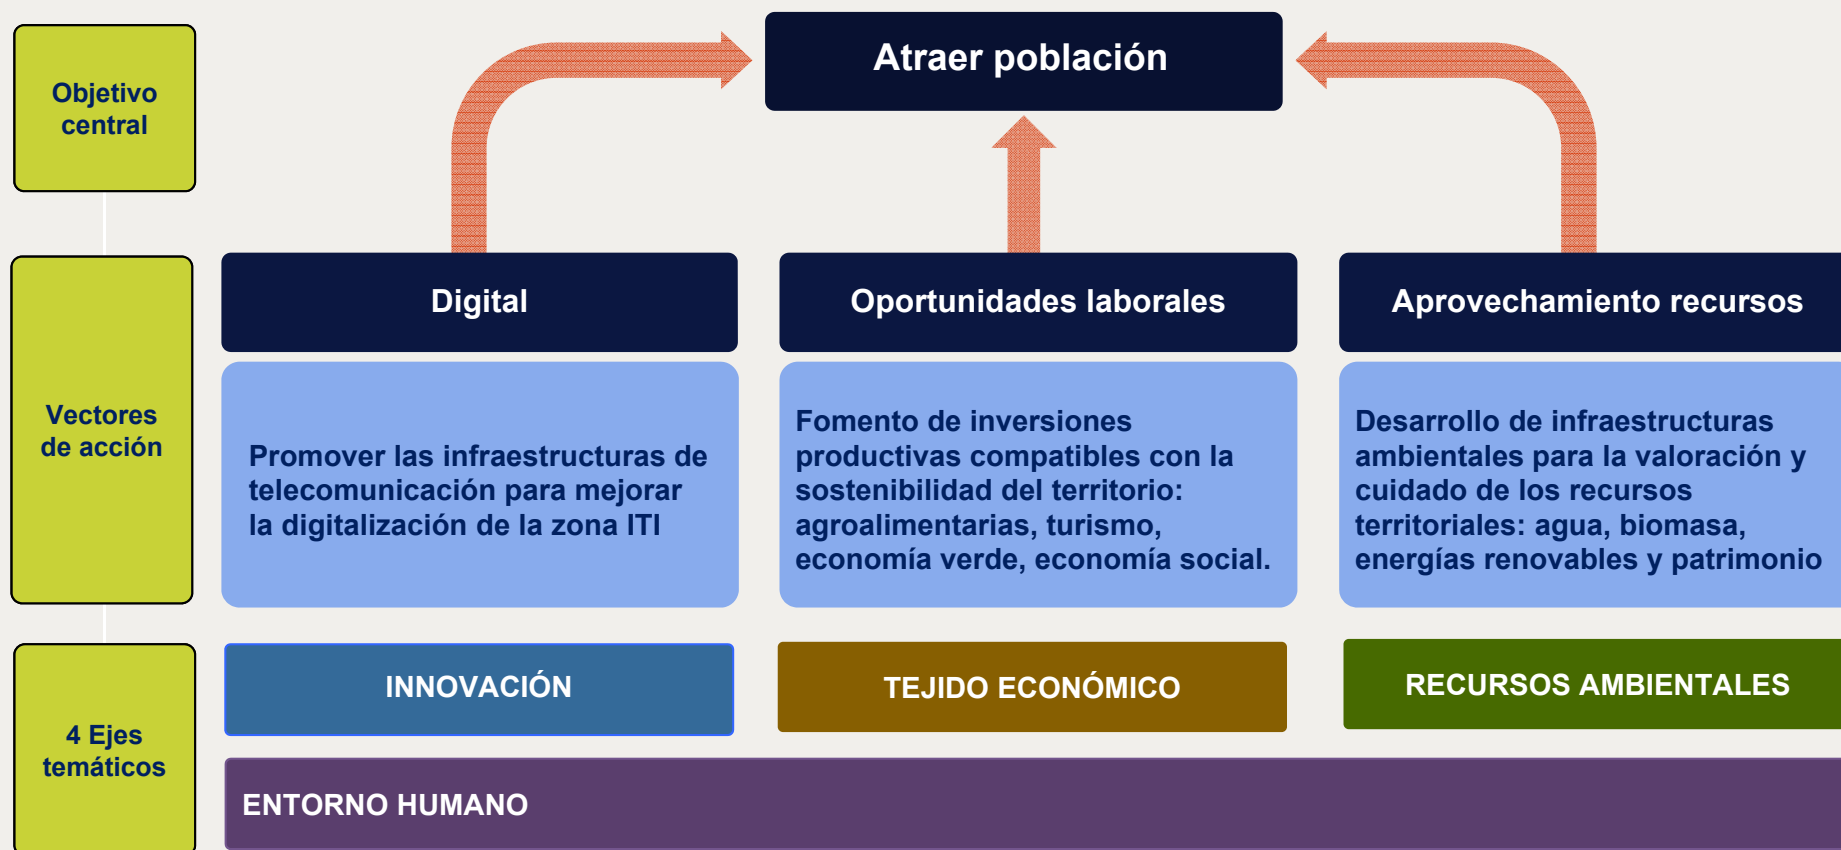 Objetivo
central
Atraer población
Vectores
de acción
Digital
Promover las infraestructuras de
telecomunicación para mejorar
la digitalización de la zona ITI
Oportunidades laborales
Fomento de inversiones
productivas compatibles con la
sostenibilidad del territorio:
agroalimentarias, turismo,
economía verde, economía social.
Aprovechamiento recursos
Desarrollo de infraestructuras
ambientales para la valoración y
cuidado de los recursos
territoriales: agua, biomasa,
energías renovables y patrimonio
4 Ejes
temáticos
INNOVACIÓN
TEJIDO ECONÓMICO
RECURSOS AMBIENTALES
ENTORNO HUMANO